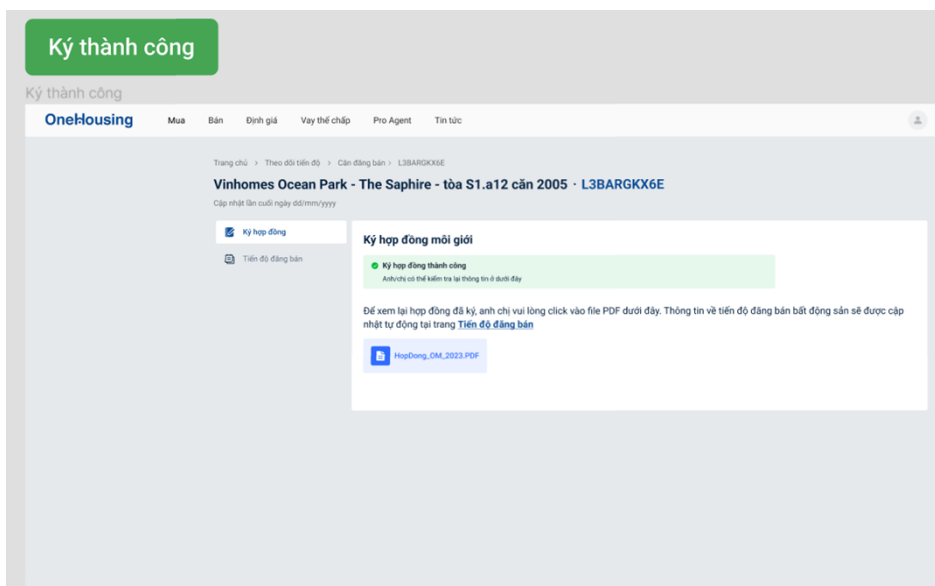 Ký thành công
Ký thành công
OneHousing Mua Bán Định giá Vay thế chấp Pro Agent Tin tức
Trang chủ > Theo dõi tiến độ > Căn đăng bán > L3BARGKX6E
Vinhomes Ocean Park - The Saphire - tòa S1.a12 căn 2005 · L3BARGKX6E
Cập nhật lần cuối ngày dd/mm/yyyy
Ký hợp đồng
Tiến độ đăng bán
Ký hợp đồng môi giới
Ký hợp đồng thành công
Anh/chị có thể kiểm tra lại thông tin ở dưới đây
Để xem lại hợp đồng đã ký, anh chị vui lòng click vào file PDF dưới đây. Thông tin về tiến độ đăng bán bất động sản sẽ được cập
nhật tự động tại trang Tiến độ đăng bán
HopDong_OM_2023.PDF